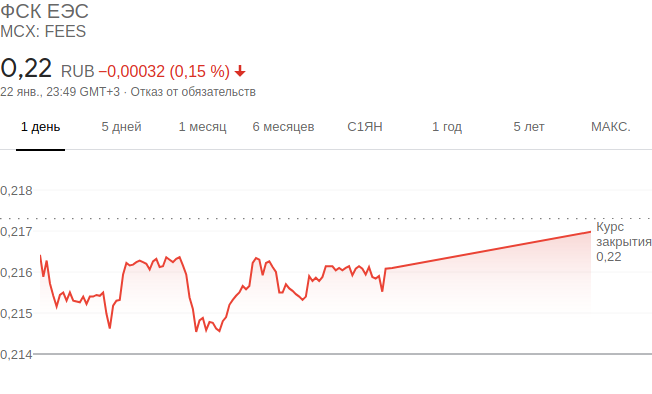 ФСК ЕЭС
MCX: FEES
0,22 RUB −0,00032 (0,15 %)
22 янв., 23:49 GMT+3 · Отказ от обязательств
1 день 5 дней 1 месяц 6 месяцев С1ЯН 1 год 5 лет МАКС.
0,218
0,217
0,216
0,215
0,214
Курс
закрытия
0,22